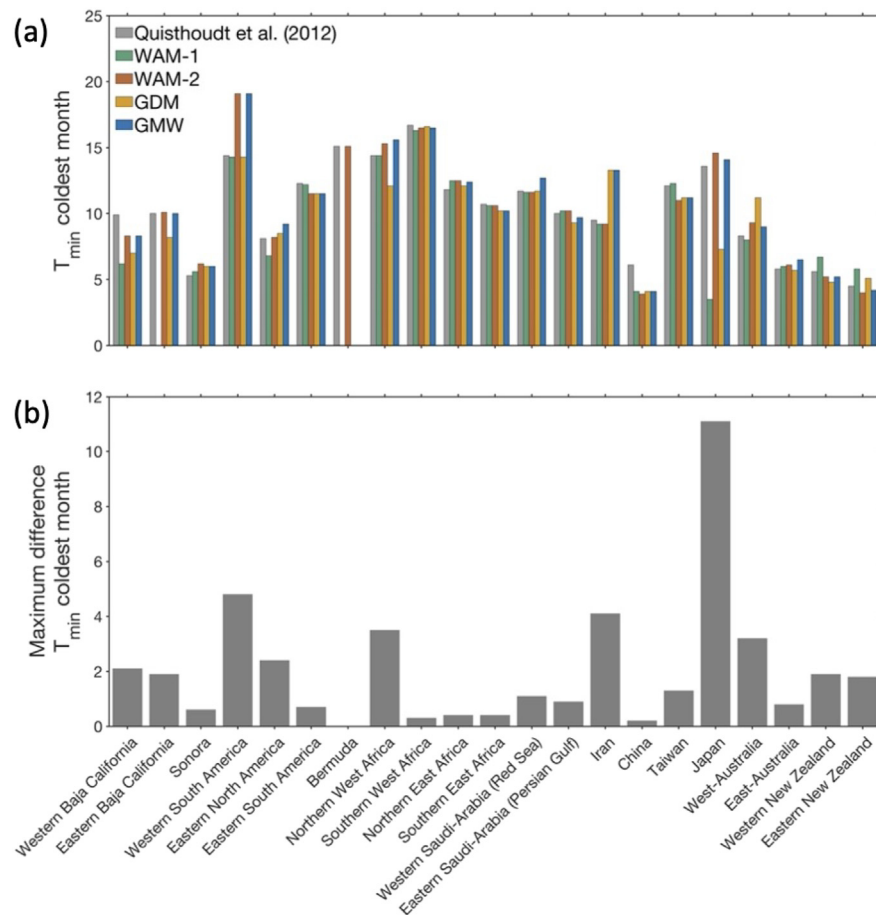 (a)
25
20
15
10
5
0
T_min coldest month
Quisthoudt et al. (2012)
WAM-1
WAM-2
GDM
GMW
(b)
12
10
8
6
4
2
0
Maximum difference
T_min coldest month
Western Baja California
Eastern Baja California
Sonora
Western South America
Eastern North America
Eastern South America
Bermuda
Northern West Africa
Southern West Africa
Northern East Africa
Southern East Africa
Western Saudi-Arabia (Red Sea)
Eastern Saudi-Arabia (Persian Gulf)
Iran
China
Taiwan
Japan
West-Australia
East-Australia
Western New Zealand
Eastern New Zealand